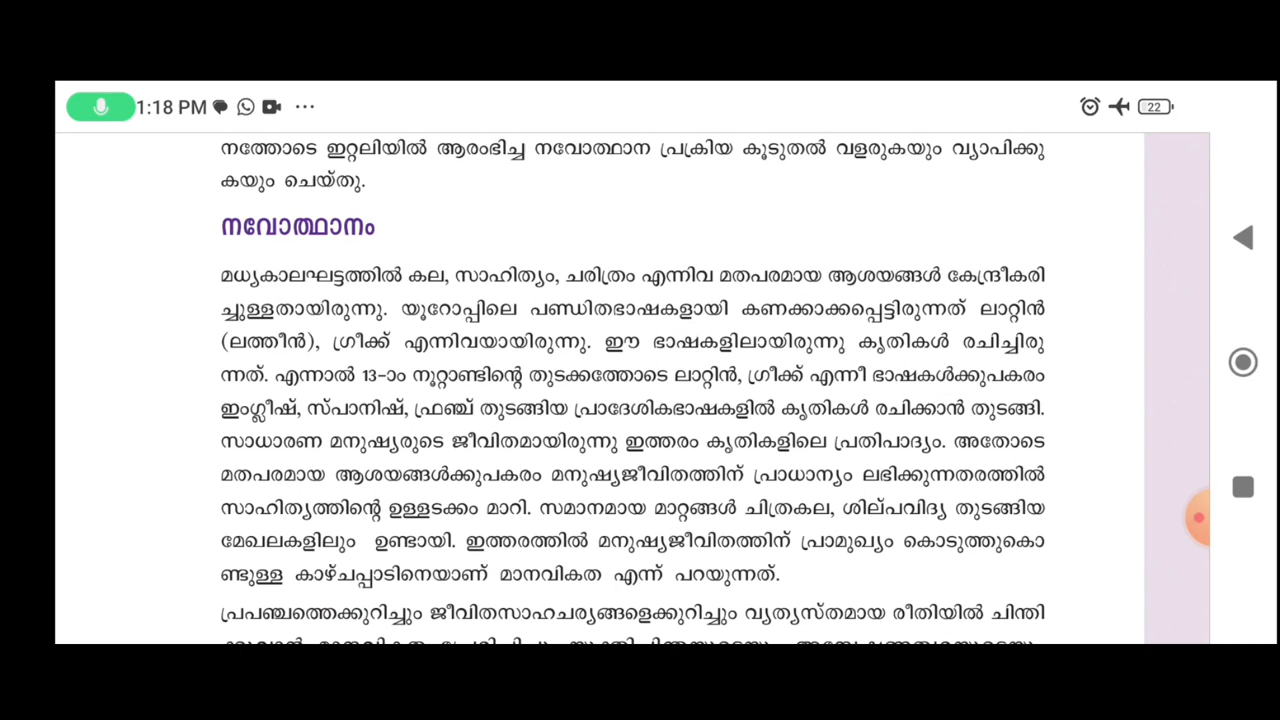 1:18 PM
22
നത്തോടെ ഇറ്റലിയിൽ ആരംഭിച്ച നവോത്ഥാന പ്രക്രിയ കൂടുതൽ വളരുകയും വ്യാപിക്കു
കയും ചെയ്തു.
നവോത്ഥാനം
മധ്യകാലഘട്ടത്തിൽ കല, സാഹിത്യം, ചരിത്രം എന്നിവ മതപരമായ ആശയങ്ങൾ കേന്ദ്രീകരി
ച്ചുള്ളതായിരുന്നു. യൂറോപ്പിലെ പണ്ഡിതഭാഷകളായി കണക്കാക്കപ്പെട്ടിരുന്നത് ലാറ്റിൻ
(ലത്തീൻ), ഗ്രീക്ക് എന്നിവയായിരുന്നു. ഈ ഭാഷകളിലായിരുന്നു കൃതികൾ രചിച്ചിരു
ന്നത്. എന്നാൽ 13-ാം നൂറ്റാണ്ടിന്റെ തുടക്കത്തോടെ ലാറ്റിൻ, ഗ്രീക്ക് എന്നീ ഭാഷകൾക്കുപകരം
ഇംഗ്ലീഷ്, സ്പാനിഷ്, ഫ്രഞ്ച് തുടങ്ങിയ പ്രാദേശികഭാഷകളിൽ കൃതികൾ രചിക്കാൻ തുടങ്ങി.
സാധാരണ മനുഷ്യരുടെ ജീവിതമായിരുന്നു ഇത്തരം കൃതികളിലെ പ്രതിപാദ്യം. അതോടെ
മതപരമായ ആശയങ്ങൾക്കുപകരം മനുഷ്യജീവിതത്തിന് പ്രാധാന്യം ലഭിക്കുന്നതരത്തിൽ
സാഹിത്യത്തിന്റെ ഉള്ളടക്കം മാറി. സമാനമായ മാറ്റങ്ങൾ ചിത്രകല, ശില്പവിദ്യ തുടങ്ങിയ
മേഖലകളിലും ഉണ്ടായി. ഇത്തരത്തിൽ മനുഷ്യജീവിതത്തിന് പ്രാമുഖ്യം കൊടുത്തുകൊ
ണ്ടുള്ള കാഴ്ചപ്പാടിനെയാണ് മാനവികത എന്ന് പറയുന്നത്.
പ്രപഞ്ചത്തെക്കുറിച്ചും ജീവിതസാഹചര്യങ്ങളെക്കുറിച്ചും വ്യത്യസ്തമായ രീതിയിൽ ചിന്തി